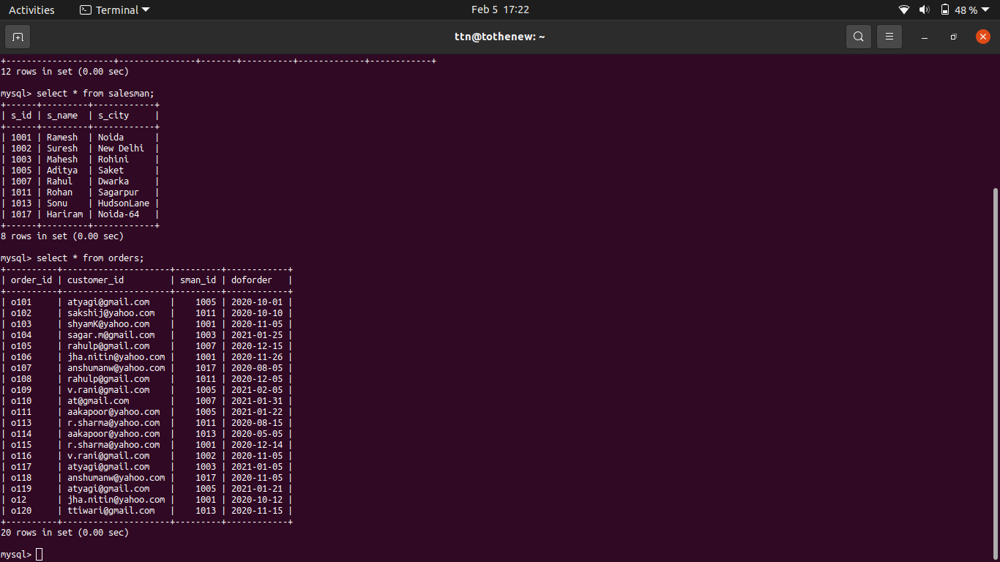 Activities Terminal Feb 5 17:22 48 %
ttn@tothenew: ~
+---------------------+---------------+-------+----------+-------------+------------+
12 rows in set (0.00 sec)
mysql> select * from salesman;
+------+---------+------------+
| s_id | s_name  | s_city     |
+------+---------+------------+
| 1001 | Ramesh  | Noida      |
| 1002 | Suresh  | New Delhi  |
| 1003 | Mahesh  | Rohini     |
| 1005 | Aditya  | Saket      |
| 1007 | Rahul   | Dwarka     |
| 1011 | Rohan   | Sagarpur   |
| 1013 | Sonu    | HudsonLane |
| 1017 | Hariram | Noida-64   |
+------+---------+------------+
8 rows in set (0.00 sec)
mysql> select * from orders;
+----------+---------------------+---------+------------+
| order_id | customer_id         | sman_id | doforder   |
+----------+---------------------+---------+------------+
| o101     | atyagi@gmail.com    |    1005 | 2020-10-01 |
| o102     | sakshij@yahoo.com   |    1011 | 2020-10-10 |
| o103     | shyamK@yahoo.com    |    1001 | 2020-11-05 |
| o104     | sagar.m@gmail.com   |    1003 | 2021-01-25 |
| o105     | rahulp@gmail.com    |    1007 | 2020-12-15 |
| o106     | jha.nitin@yahoo.com |    1001 | 2020-11-26 |
| o107     | anshumanw@yahoo.com |    1017 | 2020-08-05 |
| o108     | rahulp@gmail.com    |    1011 | 2020-12-05 |
| o109     | v.rani@gmail.com    |    1005 | 2021-02-05 |
| o110     | at@gmail.com        |    1007 | 2021-01-31 |
| o111     | aakapoor@yahoo.com  |    1005 | 2021-01-22 |
| o113     | r.sharma@yahoo.com  |    1011 | 2020-08-15 |
| o114     | aakapoor@yahoo.com  |    1013 | 2020-05-05 |
| o115     | r.sharma@yahoo.com  |    1001 | 2020-12-14 |
| o116     | v.rani@gmail.com    |    1002 | 2020-11-05 |
| o117     | atyagi@gmail.com    |    1003 | 2021-01-05 |
| o118     | anshumanw@yahoo.com |    1017 | 2020-11-05 |
| o119     | atyagi@gmail.com    |    1005 | 2021-01-21 |
| o12      | jha.nitin@yahoo.com |    1001 | 2020-10-12 |
| o120     | ttiwari@gmail.com   |    1013 | 2020-11-15 |
+----------+---------------------+---------+------------+
20 rows in set (0.00 sec)
mysql>